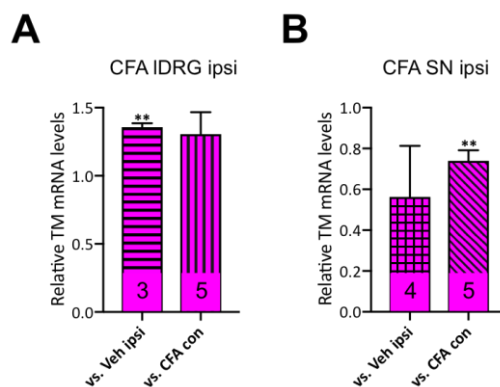 A
CFA lDRG ipsi
Relative TM mRNA levels
1.5
1.0
0.5
0.0
**
3
5
vs. Veh ipsi
vs. CFA con
B
CFA SN ipsi
Relative TM mRNA levels
1.0
0.8
0.6
0.4
0.2
0.0
**
4
5
vs. Veh ipsi
vs. CFA con